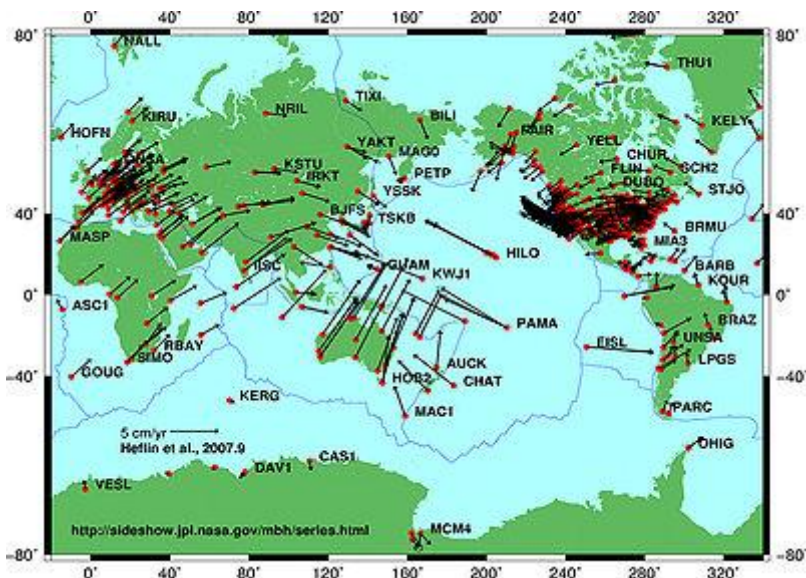 0° 40° 80° 120° 160° 200° 240° 280° 320°
80°
NALL
THU1
TIXI
NRIL
BILI
HOFN
KIRU
FAIR
KELY
YAKT
MAG0
YELL
ONSA
CHUR
KSTU
PETP
FLIN
SCH2
IRKT
YSSK
DUBO
STJO
40°
BJFS
TSKB
40°
MASP
BRMU
MIA3
HILO
IISC
GUAM
KWJ1
BARB
KOUR
0°
ASC1
0°
PAMA
BRAZ
EISL
UNSA
RBAY
SIMO
AUCK
LPGS
−40°
GOUG
HOB2
CHAT
−40°
KERG
MAC1
PARC
5 cm/yr
Heflin et al., 2007.9
OHIG
CAS1
DAV1
VESL
http://sideshow.jpl.nasa.gov/mbh/series.html
MCM4
−80°
−80°
0° 40° 80° 120° 160° 200° 240° 280° 320°